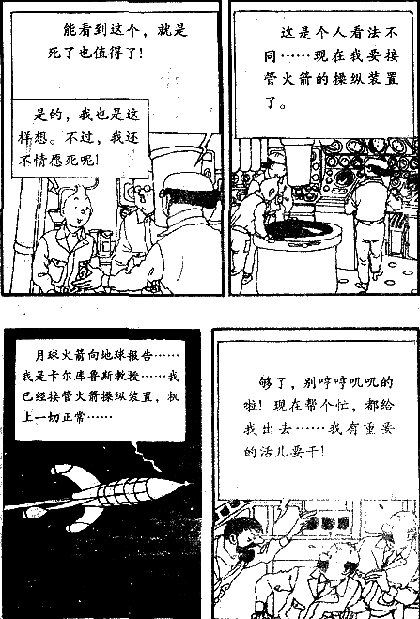 能看到这个，就是
死了也值得了！
是的，我也是这
样想。不过，我还
不情愿死呢！
这是个人看法不
同……现在我要接
管火箭的操纵装置
了。
月球火箭向地球报告……
我是卡尔库鲁斯教授……我
已经接管火箭操纵装置，机
上一切正常……
够了，别哼哼叽叽的
啦！现在帮个忙，都给
我出去……我有重要
的活儿要干！